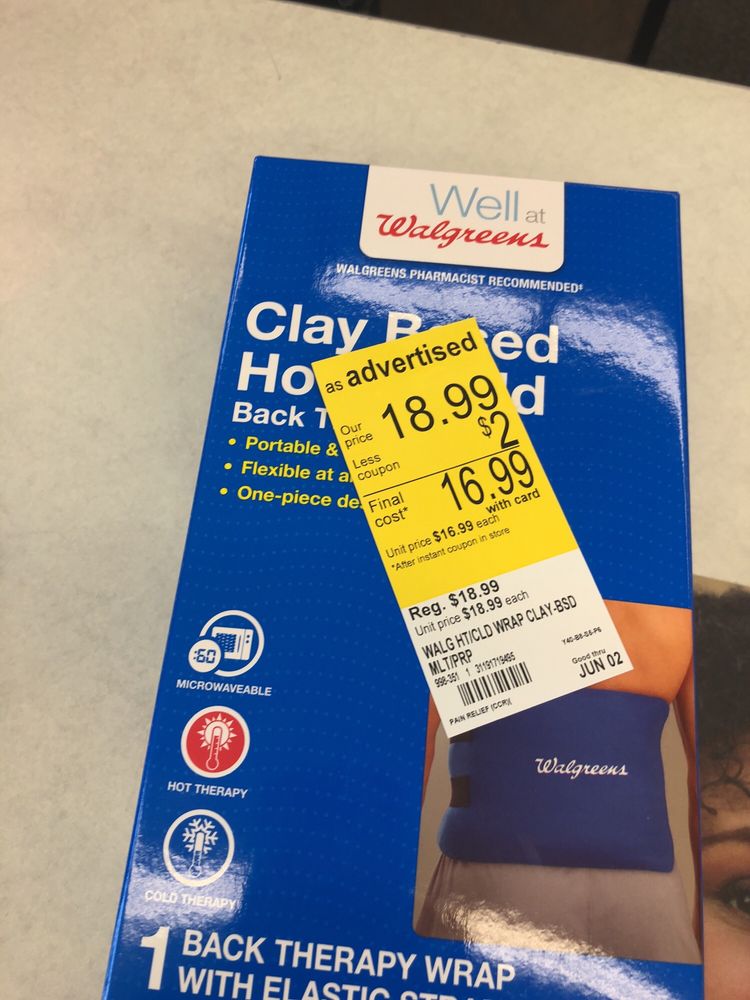 Well at
Walgreens
WALGREENS PHARMACIST RECOMMENDED‡
Clay B sed
Ho ld
Back T
• Portable &
• Flexible at a
• One-piece de
as advertised
Our price 18.99
Less coupon $2
Final cost* 16.99
with card
Unit price $16.99 each
*After instant coupon in store
Reg. $18.99
Unit price $18.99 each
WALG HT/CLD WRAP CLAY-BSD
MLT/PRP
Good thru
JUN 02
PAIN RELIEF (CCR)
:60
MICROWAVEABLE
HOT THERAPY
COLD THERAPY
Walgreens
1 BACK THERAPY WRAP
WITH ELASTIC